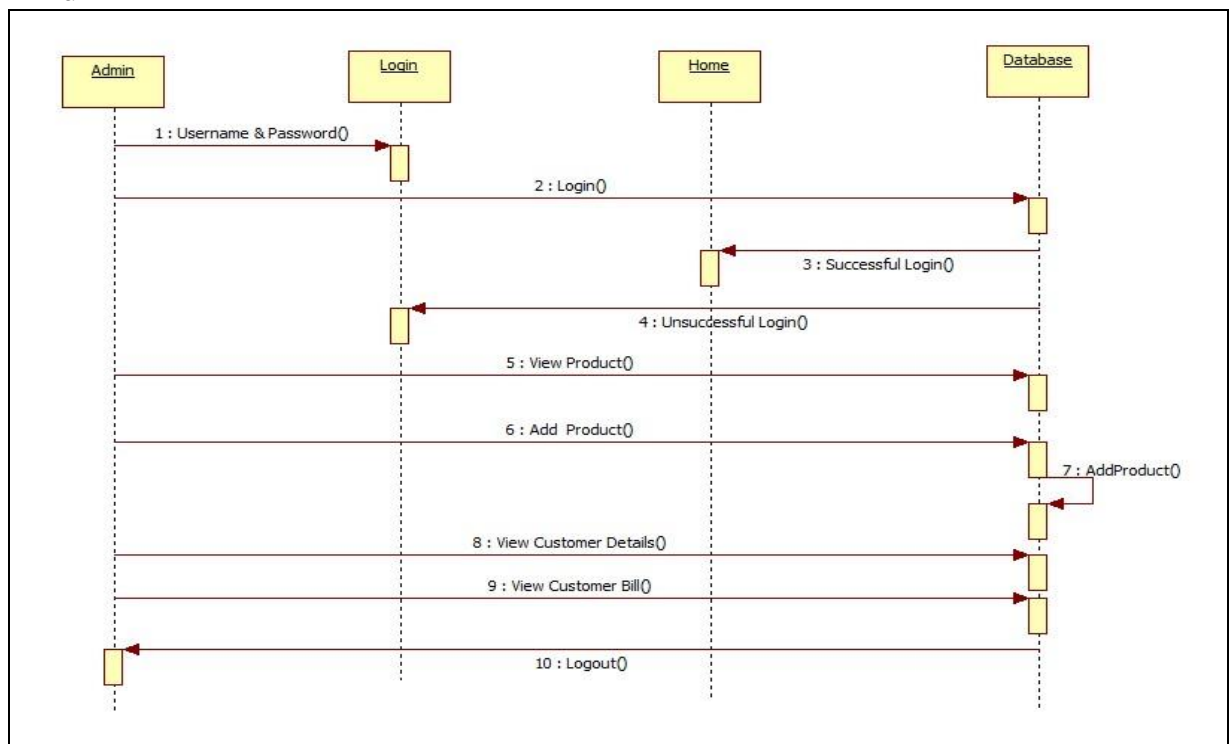 Admin
Login
Home
Database
1 : Username & Password()
2 : Login()
3 : Successful Login()
4 : Unsuccessful Login()
5 : View Product()
6 : Add Product()
7 : AddProduct()
8 : View Customer Details()
9 : View Customer Bill()
10 : Logout()